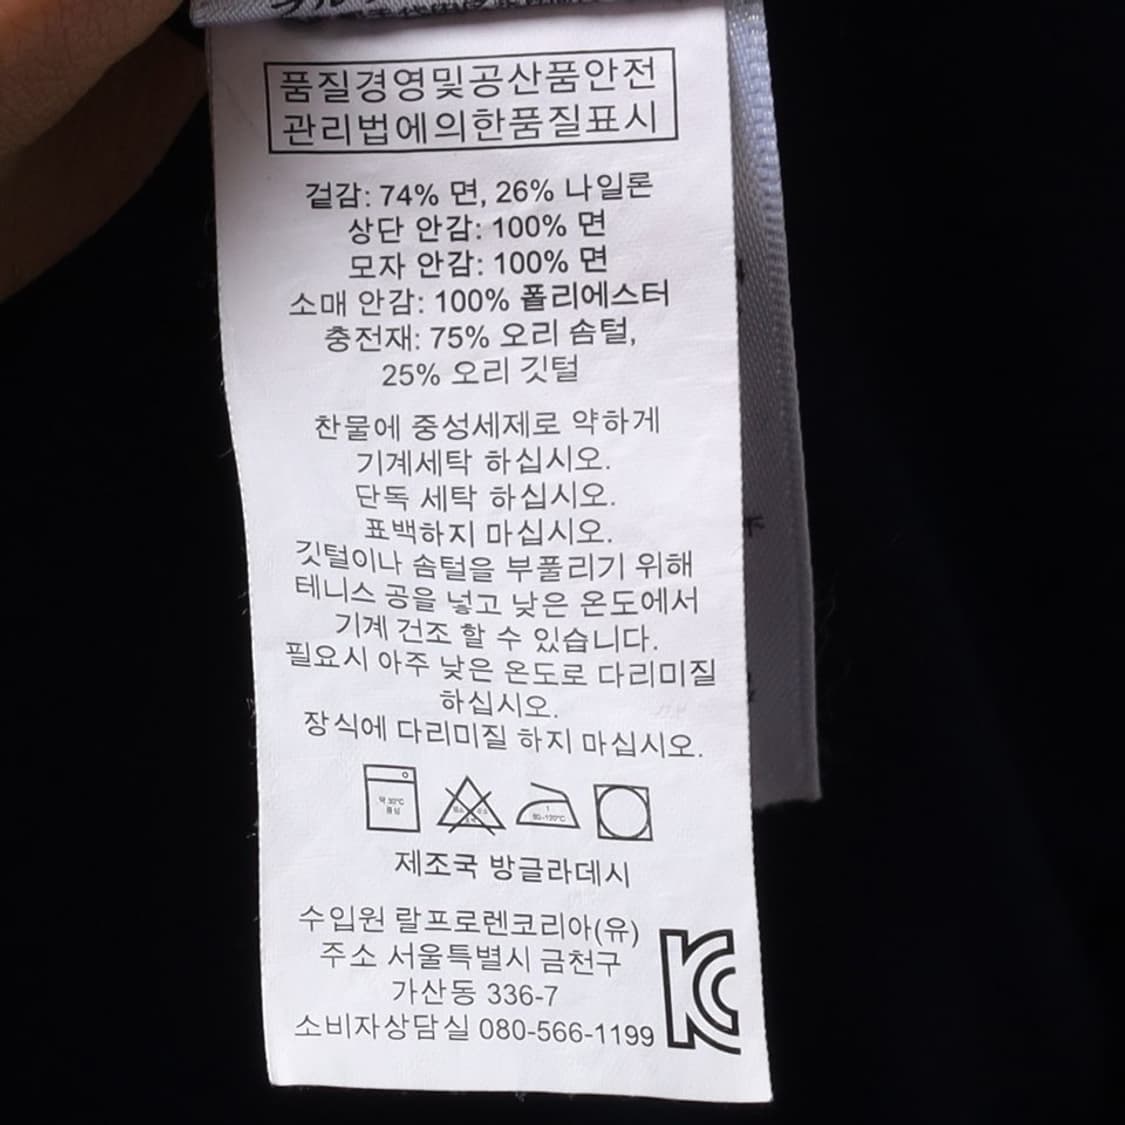 품질경영및공산품안전
관리법에의한품질표시
겉감: 74% 면, 26% 나일론
상단 안감: 100% 면
모자 안감: 100% 면
소매 안감: 100% 폴리에스터
충전재: 75% 오리 솜털,
25% 오리 깃털
찬물에 중성세제로 약하게
기계세탁 하십시오.
단독 세탁 하십시오.
표백하지 마십시오.
깃털이나 솜털을 부풀리기 위해
테니스 공을 넣고 낮은 온도에서
기계 건조 할 수 있습니다.
필요시 아주 낮은 온도로 다리미질
하십시오.
장식에 다리미질 하지 마십시오.
약 30℃
중성
1
80~120℃
제조국 방글라데시
수입원 랄프로렌코리아(유)
주소 서울특별시 금천구
가산동 336-7
소비자상담실 080-566-1199